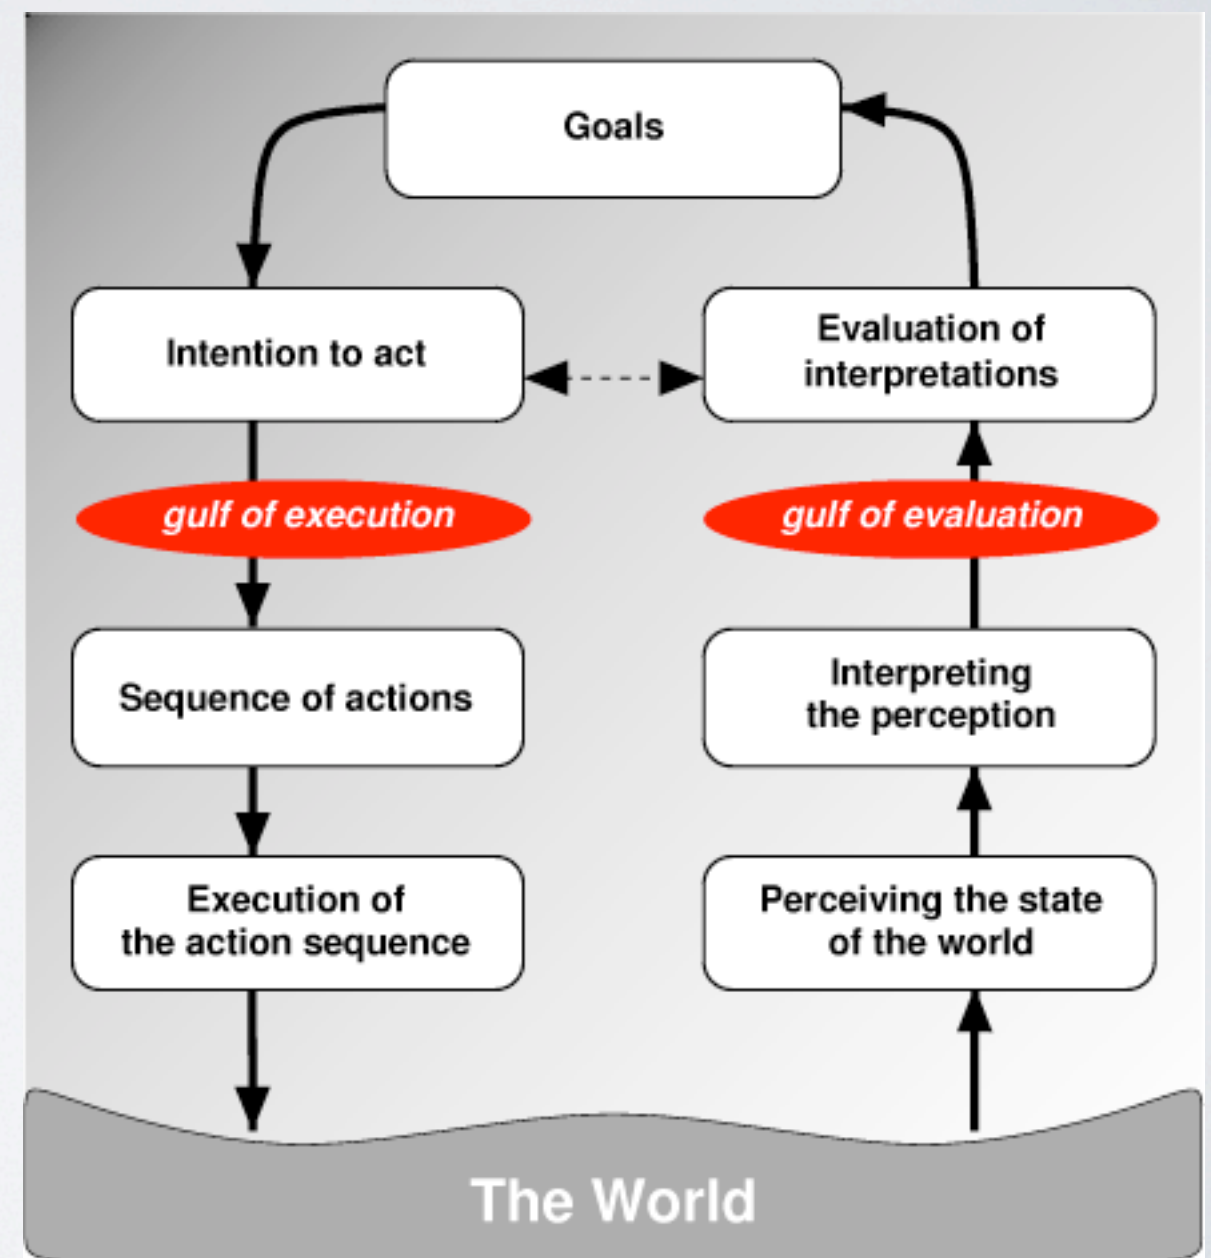 Goals
Intention to act
Evaluation of
interpretations
gulf of execution
gulf of evaluation
Sequence of actions
Interpreting
the perception
Execution of
the action sequence
Perceiving the state
of the world
The World